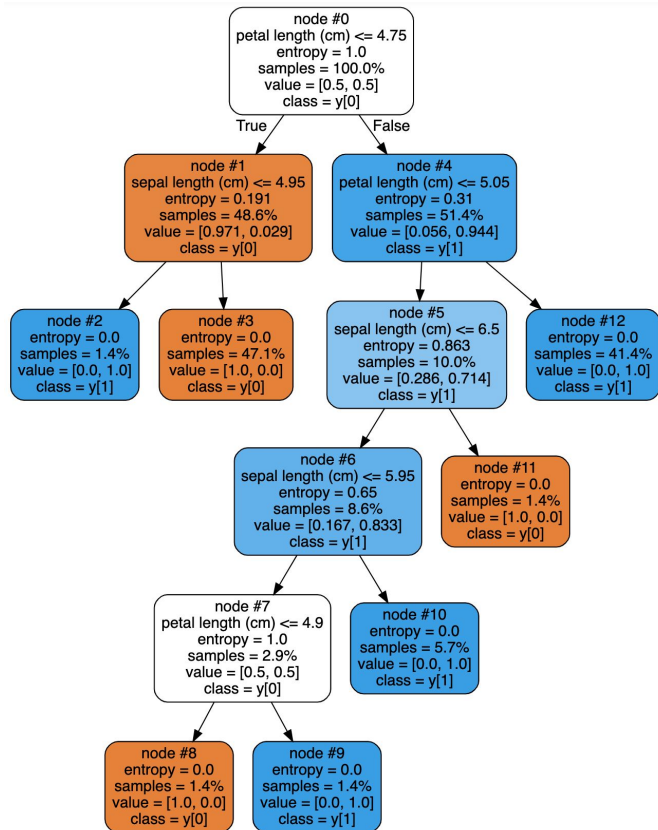 node #0
petal length (cm) <= 4.75
entropy = 1.0
samples = 100.0%
value = [0.5, 0.5]
class = y[0]
True
False
node #1
sepal length (cm) <= 4.95
entropy = 0.191
samples = 48.6%
value = [0.971, 0.029]
class = y[0]
node #4
petal length (cm) <= 5.05
entropy = 0.31
samples = 51.4%
value = [0.056, 0.944]
class = y[1]
node #2
entropy = 0.0
samples = 1.4%
value = [0.0, 1.0]
class = y[1]
node #3
entropy = 0.0
samples = 47.1%
value = [1.0, 0.0]
class = y[0]
node #5
sepal length (cm) <= 6.5
entropy = 0.863
samples = 10.0%
value = [0.286, 0.714]
class = y[1]
node #12
entropy = 0.0
samples = 41.4%
value = [0.0, 1.0]
class = y[1]
node #6
sepal length (cm) <= 5.95
entropy = 0.65
samples = 8.6%
value = [0.167, 0.833]
class = y[1]
node #11
entropy = 0.0
samples = 1.4%
value = [1.0, 0.0]
class = y[0]
node #7
petal length (cm) <= 4.9
entropy = 1.0
samples = 2.9%
value = [0.5, 0.5]
class = y[0]
node #10
entropy = 0.0
samples = 5.7%
value = [0.0, 1.0]
class = y[1]
node #8
entropy = 0.0
samples = 1.4%
value = [1.0, 0.0]
class = y[0]
node #9
entropy = 0.0
samples = 1.4%
value = [0.0, 1.0]
class = y[1]